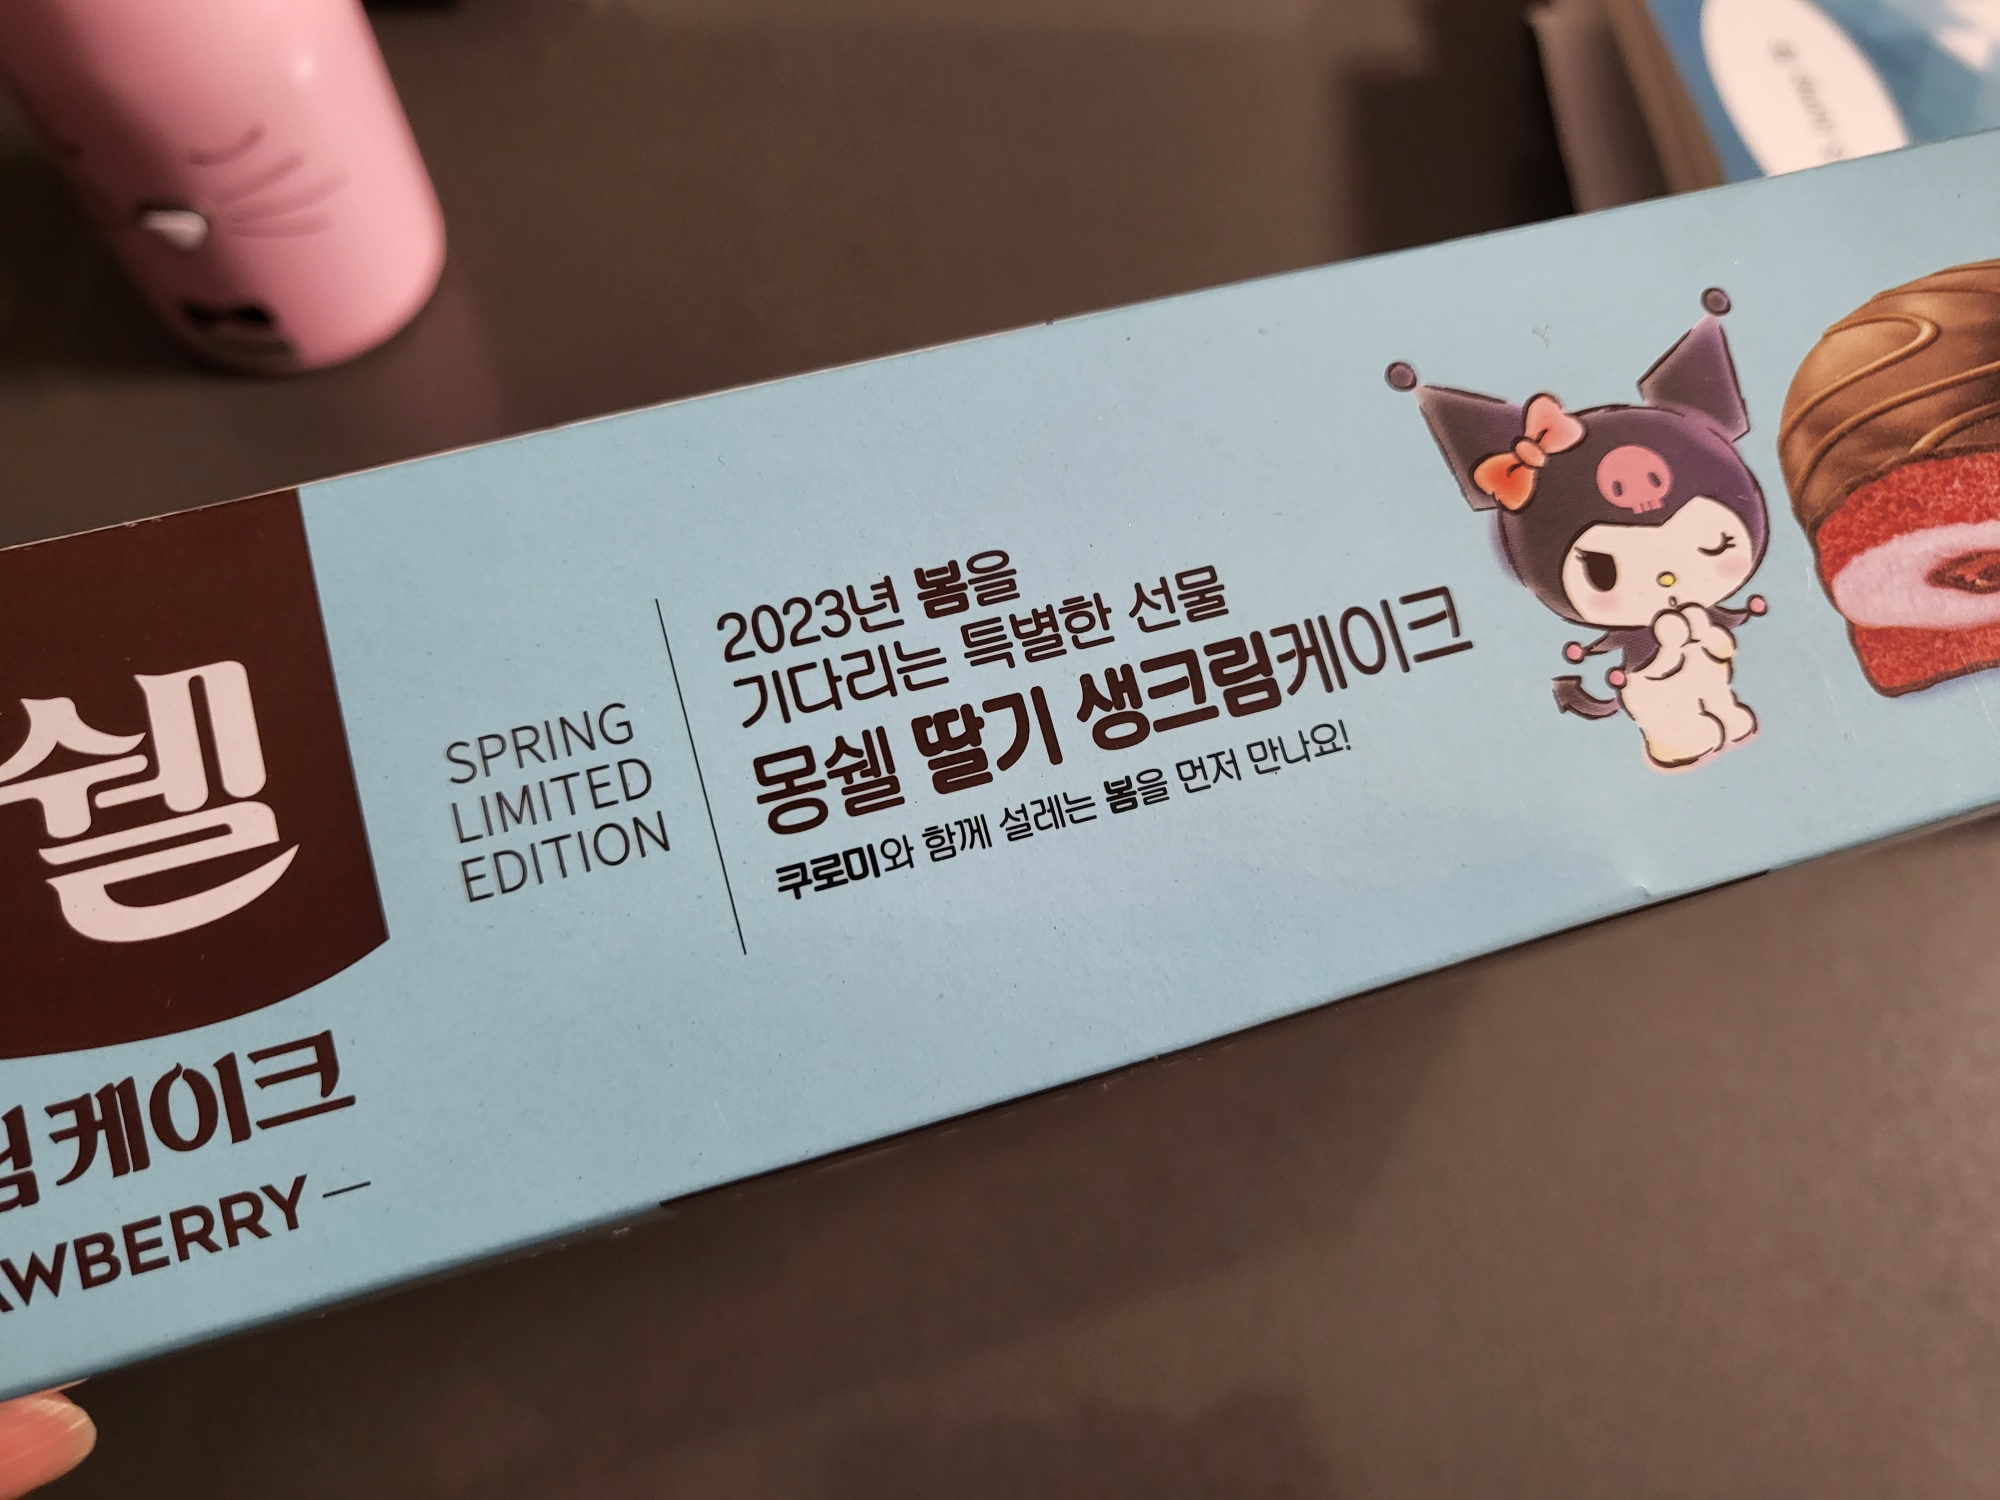 쉘
케이크
AWBERRY
SPRING
LIMITED
EDITION
2023년 봄을
기다리는 특별한 선물
몽쉘 딸기 생크림케이크
쿠로미와 함께 설레는 봄을 먼저 만나요!